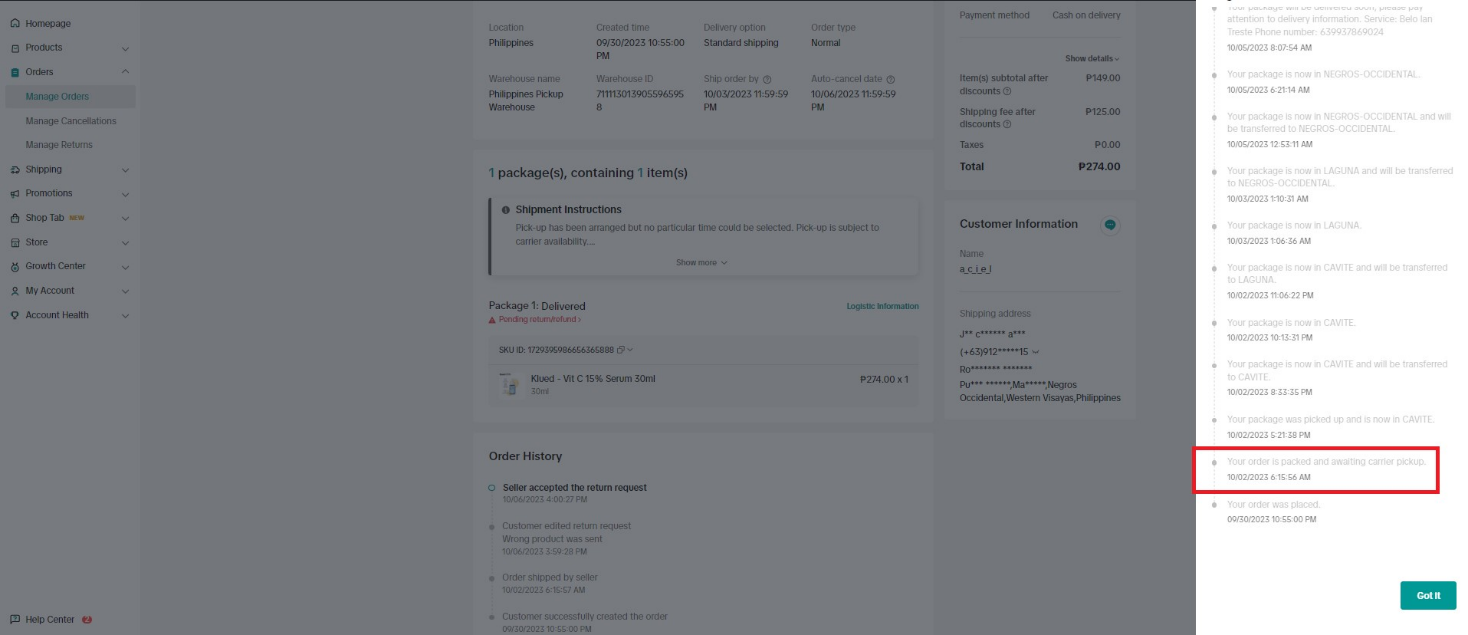 Homepage
Products
Orders
Manage Orders
Manage Cancellations
Manage Returns
Shipping
Promotions
Shop Tab NEW
Store
Growth Center
My Account
Account Health
Help Center 2
Location
Philippines
Created time
09/30/2023 10:55:00
PM
Delivery option
Standard shipping
Order type
Normal
Warehouse name
Philippines Pickup
Warehouse
Warehouse ID
711113013905596595
8
Ship order by
10/03/2023 11:59:59
PM
Auto-cancel date
10/06/2023 11:59:59
PM
1 package(s), containing 1 item(s)
Shipment Instructions
Pick-up has been arranged but no particular time could be selected. Pick-up is subject to
carrier availability....
Show more
Package 1: Delivered
Logistic Information
Pending return/refund ›
SKU ID: 1729395986656365888
Klued - Vit C 15% Serum 30ml
₱274.00 x 1
30ml
Order History
Seller accepted the return request
10/06/2023 4:00:27 PM
Customer edited return request
Wrong product was sent
10/06/2023 3:59:28 PM
Order shipped by seller
10/02/2023 6:15:57 AM
Customer successfully created the order
09/30/2023 10:55:00 PM
Payment method Cash on delivery
Show details
Item(s) subtotal after
discounts
₱149.00
Shipping fee after
discounts
₱125.00
Taxes ₱0.00
Total ₱274.00
Customer Information
Name
a_c_i_e_l
Shipping address
J** c****** a***
(+63)912*****15
Ro******* *******
Pu*** ******,Ma*****,Negros
Occidental,Western Visayas,Philippines
Your package will be delivered soon, please pay
attention to delivery information. Service: Belo Ian
Treste Phone number: 639937869024
10/05/2023 8:07:54 AM
Your package is now in NEGROS-OCCIDENTAL.
10/05/2023 6:21:14 AM
Your package is now in NEGROS-OCCIDENTAL and will
be transferred to NEGROS-OCCIDENTAL.
10/05/2023 12:53:11 AM
Your package is now in LAGUNA and will be transferred
to NEGROS-OCCIDENTAL.
10/03/2023 1:10:31 AM
Your package is now in LAGUNA.
10/03/2023 1:06:36 AM
Your package is now in CAVITE and will be transferred
to LAGUNA.
10/02/2023 11:06:22 PM
Your package is now in CAVITE.
10/02/2023 10:13:31 PM
Your package is now in CAVITE and will be transferred
to CAVITE.
10/02/2023 8:33:35 PM
Your package was picked up and is now in CAVITE.
10/02/2023 5:21:38 PM
Your order is packed and awaiting carrier pickup.
10/02/2023 6:15:56 AM
Your order was placed.
09/30/2023 10:55:00 PM
Got it